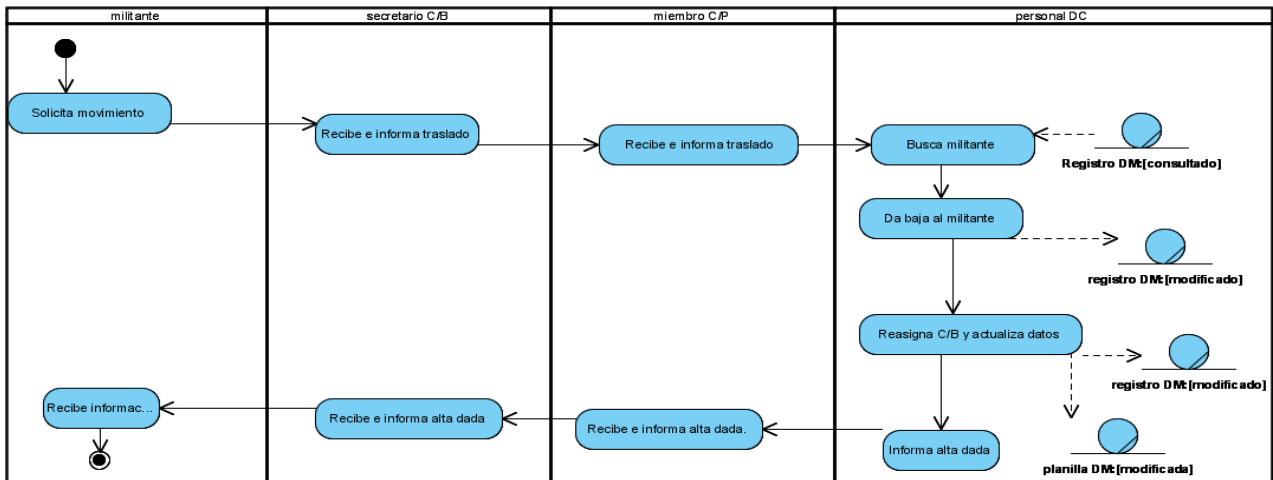 militante
secretario C/B
miembro C/P
personal DC
Solicita movimiento
Recibe e informa traslado
Recibe e informa traslado
Busca militante
Registro DM:[consultado]
Da baja al militante
registro DM:[modificado]
Reasigna C/B y actualiza datos
registro DM:[modificado]
Recibe informac...
Recibe e informa alta dada
Recibe e informa alta dada.
Informa alta dada
planilla DM:[modificada]